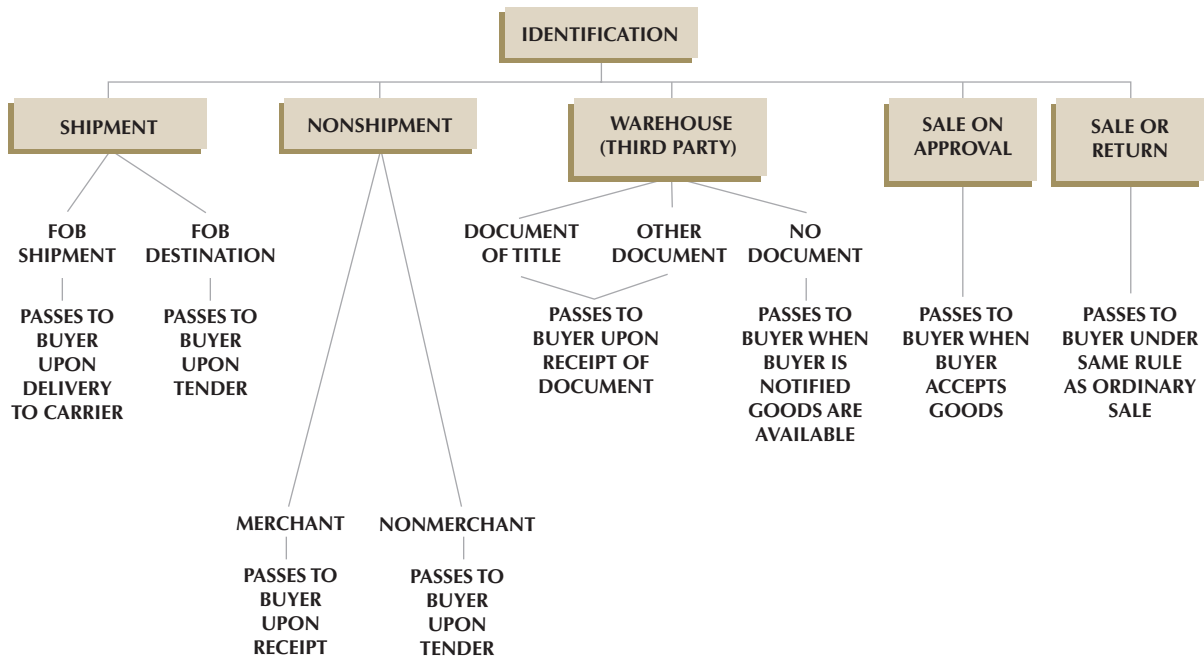 IDENTIFICATION
SHIPMENT
NONSHIPMENT
WAREHOUSE
(THIRD PARTY)
SALE ON
APPROVAL
SALE OR
RETURN
FOB
SHIPMENT
PASSES TO
BUYER
UPON
DELIVERY
TO CARRIER
FOB
DESTINATION
PASSES TO
BUYER
UPON
TENDER
MERCHANT
PASSES TO
BUYER
UPON
RECEIPT
NONMERCHANT
PASSES TO
BUYER
UPON
TENDER
DOCUMENT
OF TITLE
OTHER
DOCUMENT
PASSES TO
BUYER UPON
RECEIPT OF
DOCUMENT
NO
DOCUMENT
PASSES TO
BUYER WHEN
BUYER IS
NOTIFIED
GOODS ARE
AVAILABLE
PASSES TO
BUYER WHEN
BUYER
ACCEPTS
GOODS
PASSES TO
BUYER UNDER
SAME RULE
AS ORDINARY
SALE